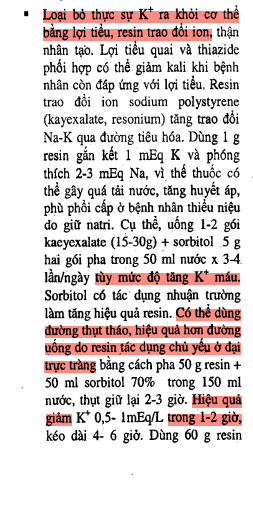 ▪ Loại bỏ thực sự K⁺ ra khỏi cơ thể
bằng lợi tiểu, resin trao đổi ion, thận
nhân tạo. Lợi tiểu quai và thiazide
phối hợp có thể giảm kali khi bệnh
nhân còn đáp ứng với lợi tiểu. Resin
trao đổi ion sodium polystyrene
(kayexalate, resonium) tăng trao đổi
Na-K qua đường tiêu hóa. Dùng 1 g
resin gắn kết 1 mEq K và phóng
thích 2-3 mEq Na, vì thế thuốc có
thể gây quá tải nước, tăng huyết áp,
phù phổi cấp ở bệnh nhân thiểu niệu
do giữ natri. Cụ thể, uống 1-2 gói
kaeyexalate (15-30g) + sorbitol 5 g
hai gói pha trong 50 ml nước x 3-4
lần/ngày tùy mức độ tăng K⁺ máu.
Sorbitol có tác dụng nhuận trường
làm tăng hiệu quả resin. Có thể dùng
đường thụt tháo, hiệu quả hơn đường
uống do resin tác dụng chủ yếu ở đại
trực tràng bằng cách pha 50 g resin +
50 ml sorbitol 70% trong 150 ml
nước, thụt giữ lại 2-3 giờ. Hiệu quả
giảm K⁺ 0,5- 1mEq/L trong 1-2 giờ,
kéo dài 4- 6 giờ. Dùng 60 g resin